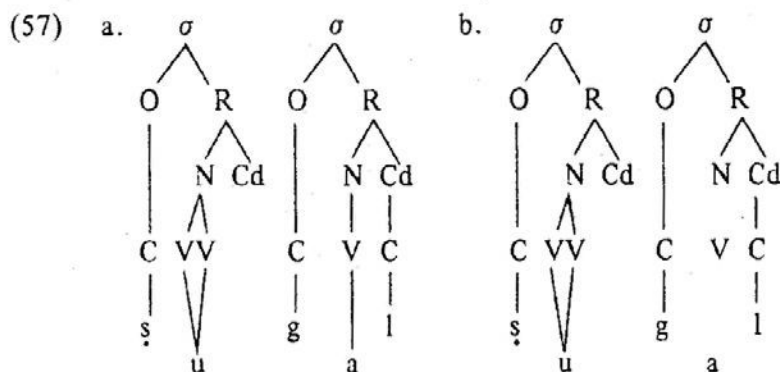 (57) a. σ σ b. σ σ
O R O R O R O R
N Cd N Cd N Cd N Cd
C VV C V C C VV C V C
ṣ g l ṣ g l
u a u a